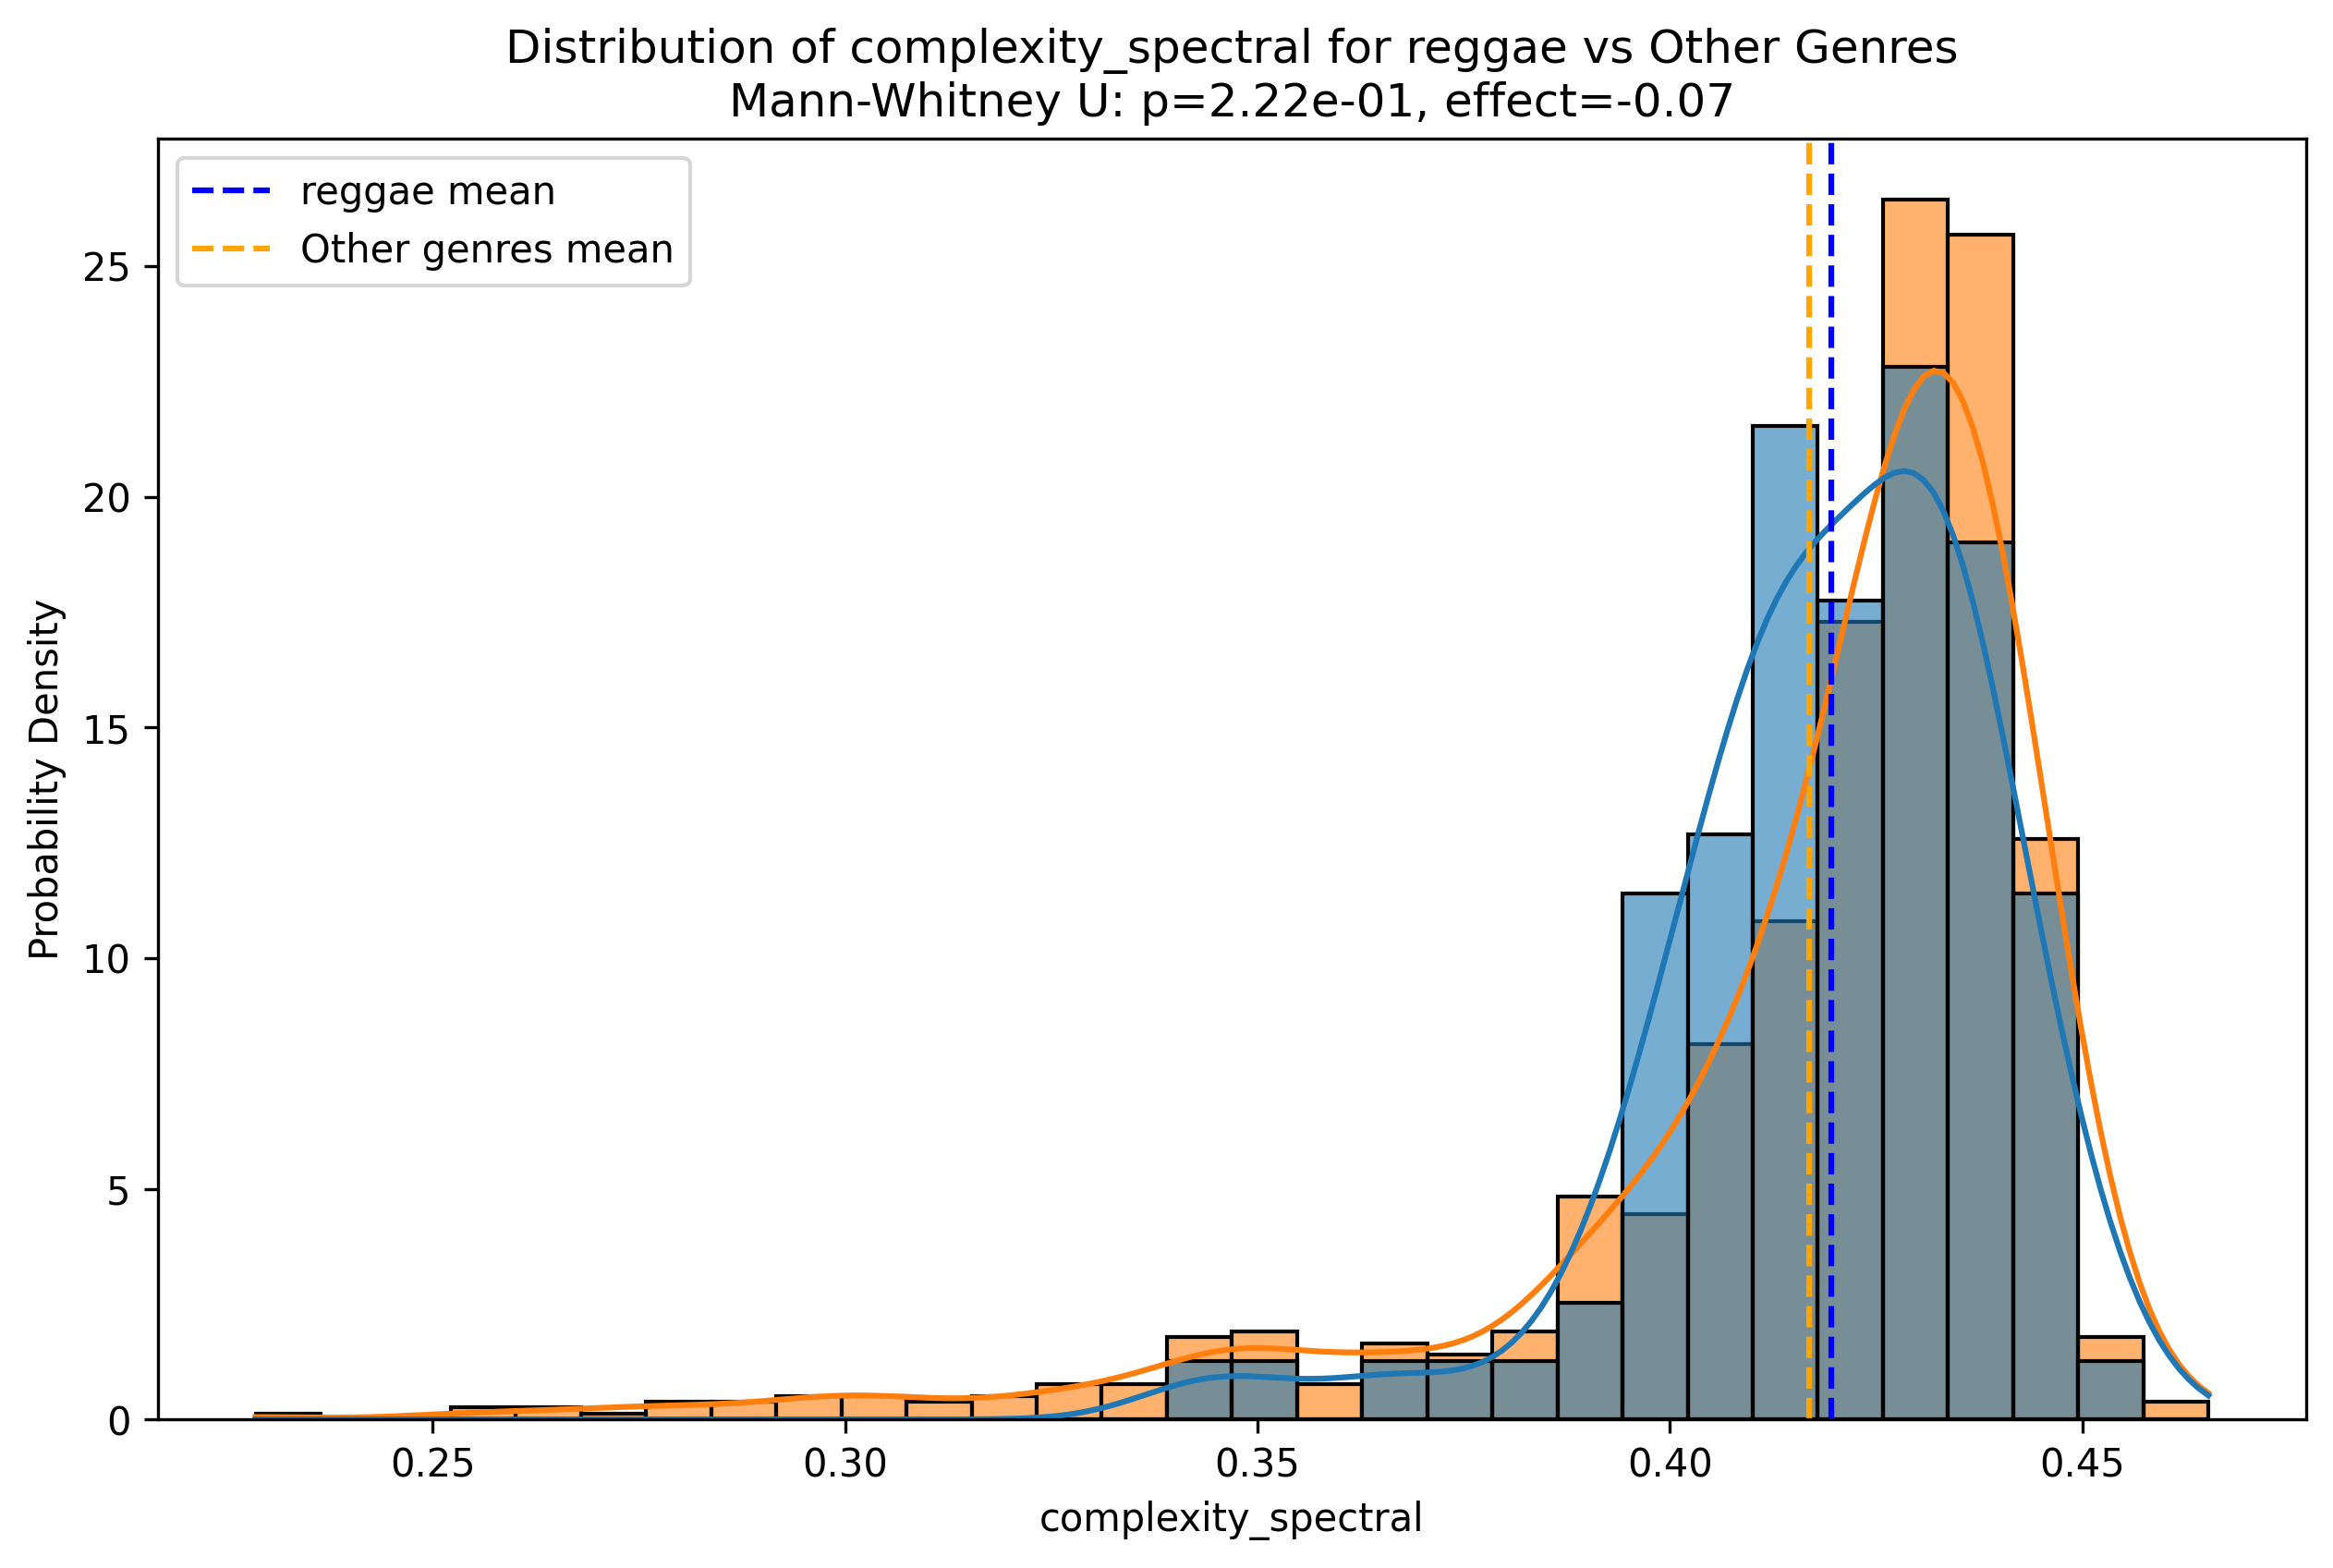 Distribution of complexity_spectral for reggae vs Other Genres
Mann-Whitney U: p=2.22e-01, effect=-0.07
reggae mean
Other genres mean
Probability Density
25
20
15
10
5
0
0.25 0.30 0.35 0.40 0.45
complexity_spectral